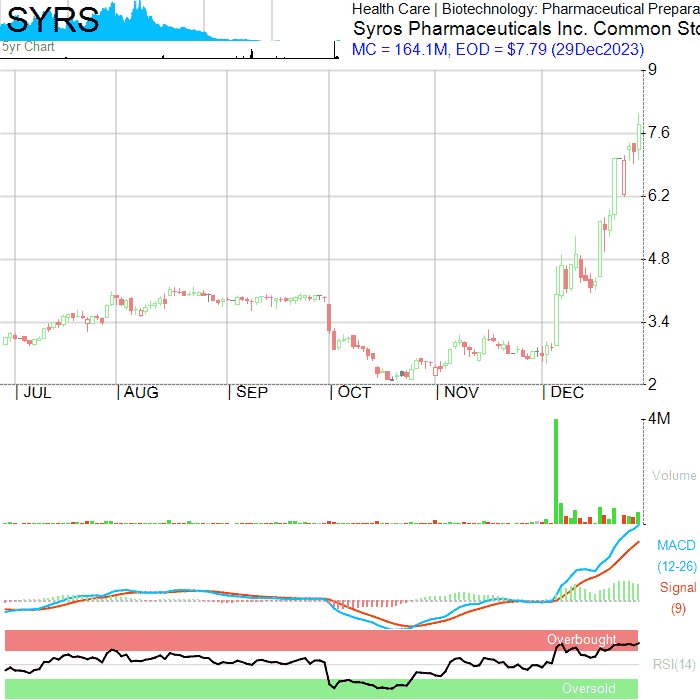 SYRS
Health Care | Biotechnology: Pharmaceutical Prepara
Syros Pharmaceuticals Inc. Common Sto
5yr Chart
MC = 164.1M, EOD = $7.79 (29Dec2023)
9
7.6
6.2
4.8
3.4
2
JUL AUG SEP OCT NOV DEC
4M
Volume
MACD
(12-26)
Signal
(9)
Overbought
RSI(14)
Oversold